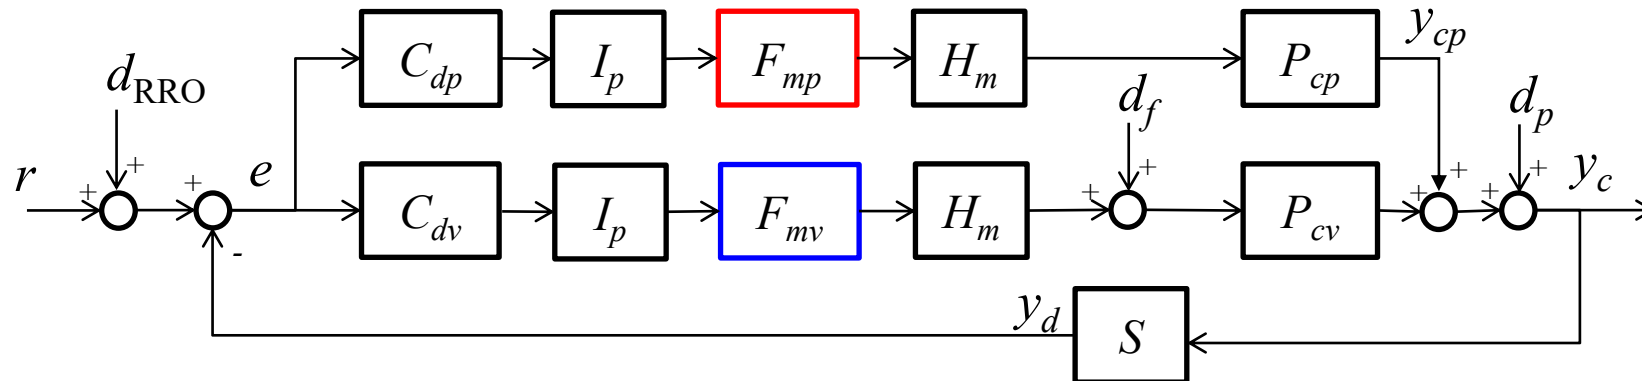 C_dp I_p F_mp H_m P_cp y_cp
d_RRO d_f d_p
+ + + +
r + + e C_dv I_p F_mv H_m + P_cv + + y_c
-
y_d S